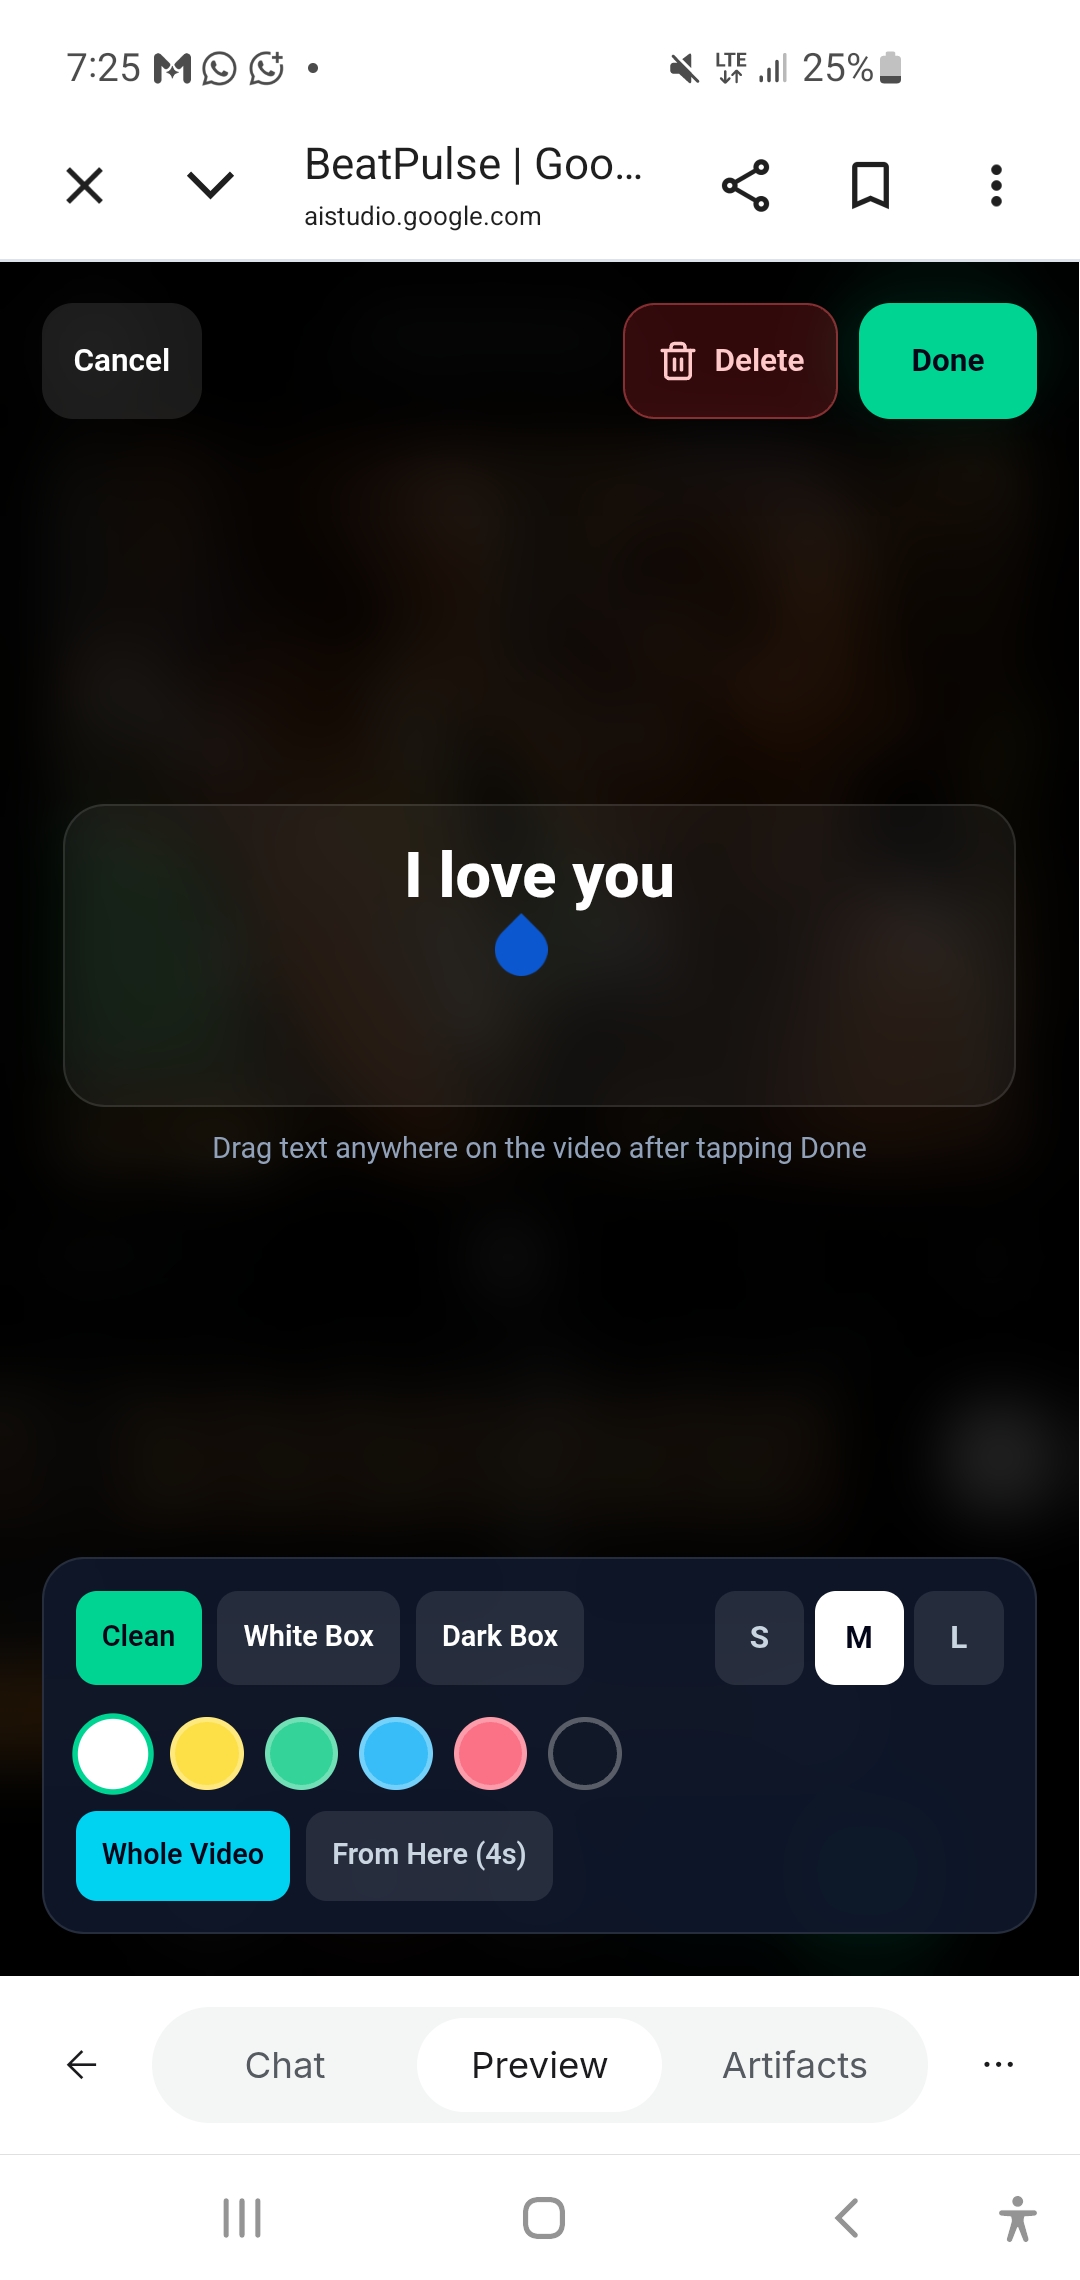 7:25
LTE
25%
BeatPulse | Goo...
aistudio.google.com
Cancel
Delete
Done
I love you
Drag text anywhere on the video after tapping Done
Clean
White Box
Dark Box
S
M
L
Whole Video
From Here (4s)
Chat
Preview
Artifacts